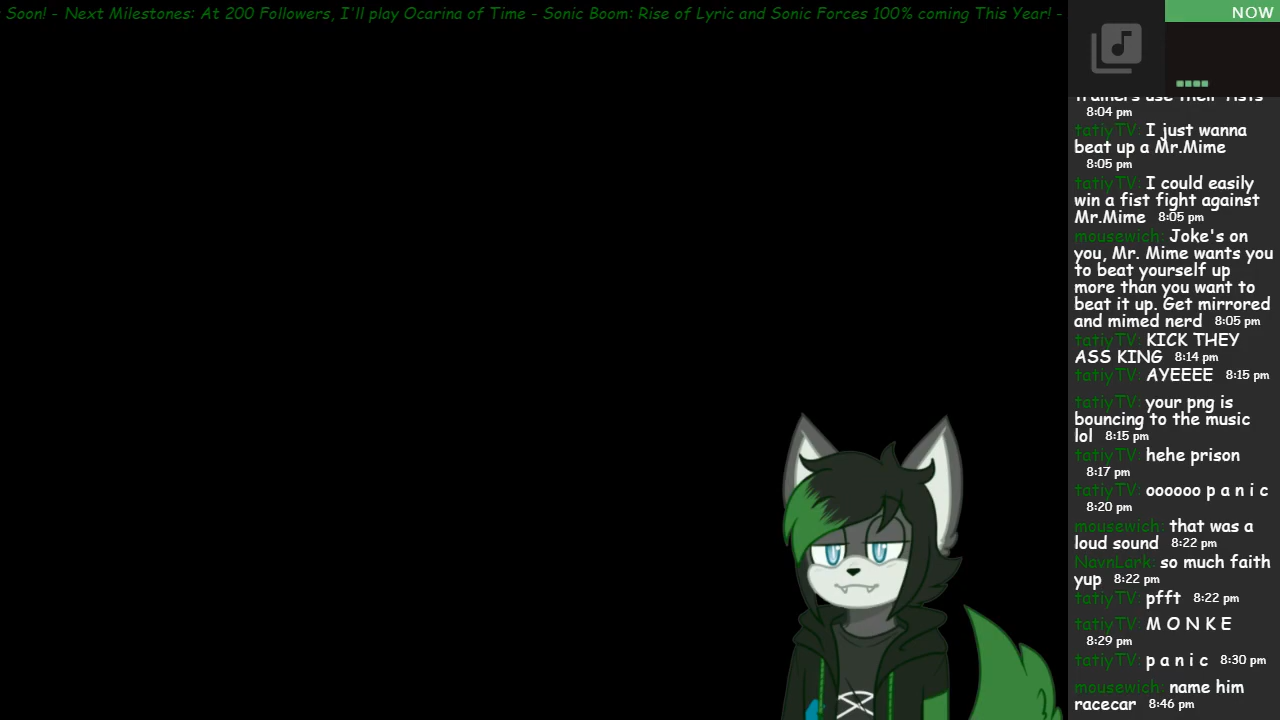 Soon! - Next Milestones: At 200 Followers, I'll play Ocarina of Time - Sonic Boom: Rise of Lyric and Sonic Forces 100% coming This Year! -
NOW
Trainers use their fists
8:04 pm
tatiyTV: I just wanna
beat up a Mr.Mime
8:05 pm
tatiyTV: I could easily
win a fist fight against
Mr.Mime 8:05 pm
mousewich: Joke's on
you, Mr. Mime wants you
to beat yourself up
more than you want to
beat it up. Get mirrored
and mimed nerd 8:05 pm
tatiyTV: KICK THEY
ASS KING 8:14 pm
tatiyTV: AYEEEE 8:15 pm
tatiyTV: your png is
bouncing to the music
lol 8:15 pm
tatiyTV: hehe prison
8:17 pm
tatiyTV: oooooo p a n i c
8:20 pm
mousewich: that was a
loud sound 8:22 pm
NavnLark: so much faith
yup 8:22 pm
tatiyTV: pfft 8:22 pm
tatiyTV: M O N K E
8:29 pm
tatiyTV: p a n i c 8:30 pm
mousewich: name him
racecar 8:46 pm